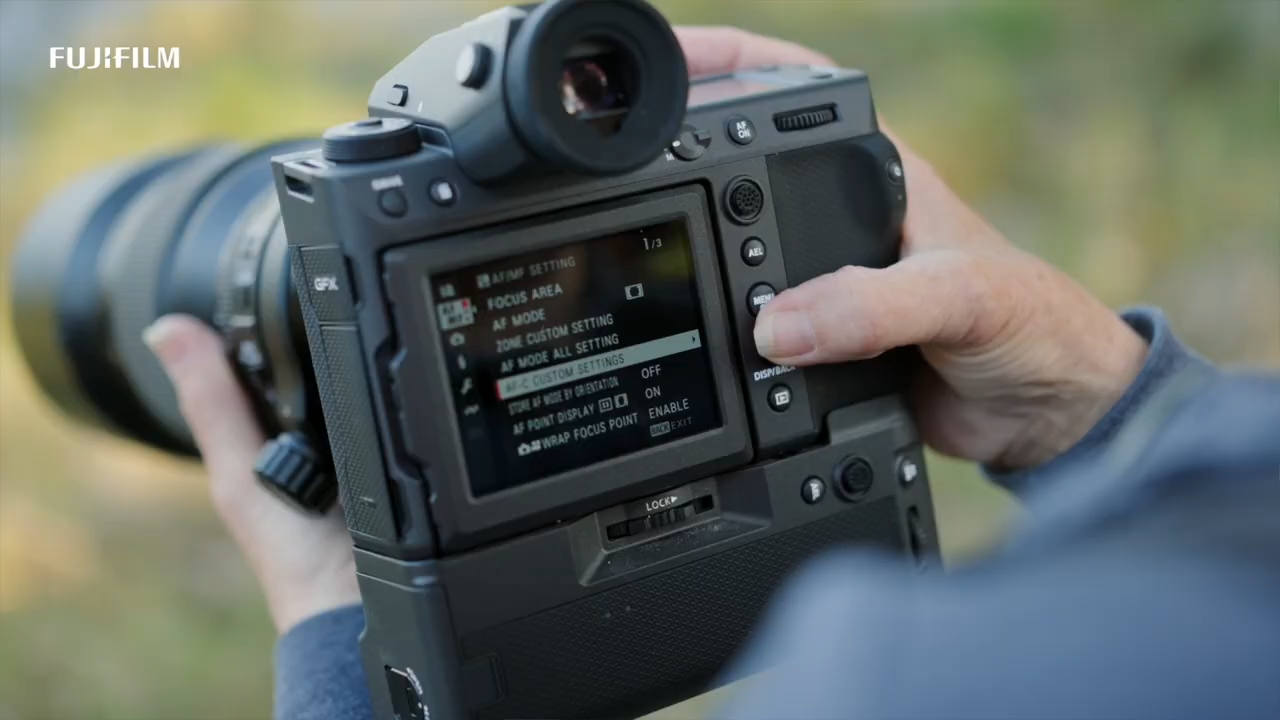 FUJIFILM
AF
ON
M
DRIVE
AEL
GFX
MENU
DISP/BACK
1/3
AF/MF SETTING
FOCUS AREA
AF MODE
ZONE CUSTOM SETTING
AF MODE ALL SETTING
AF-C CUSTOM SETTINGS
STORE AF MODE BY ORIENTATION OFF
AF POINT DISPLAY ON
WRAP FOCUS POINT ENABLE
BACK EXIT
LOCK